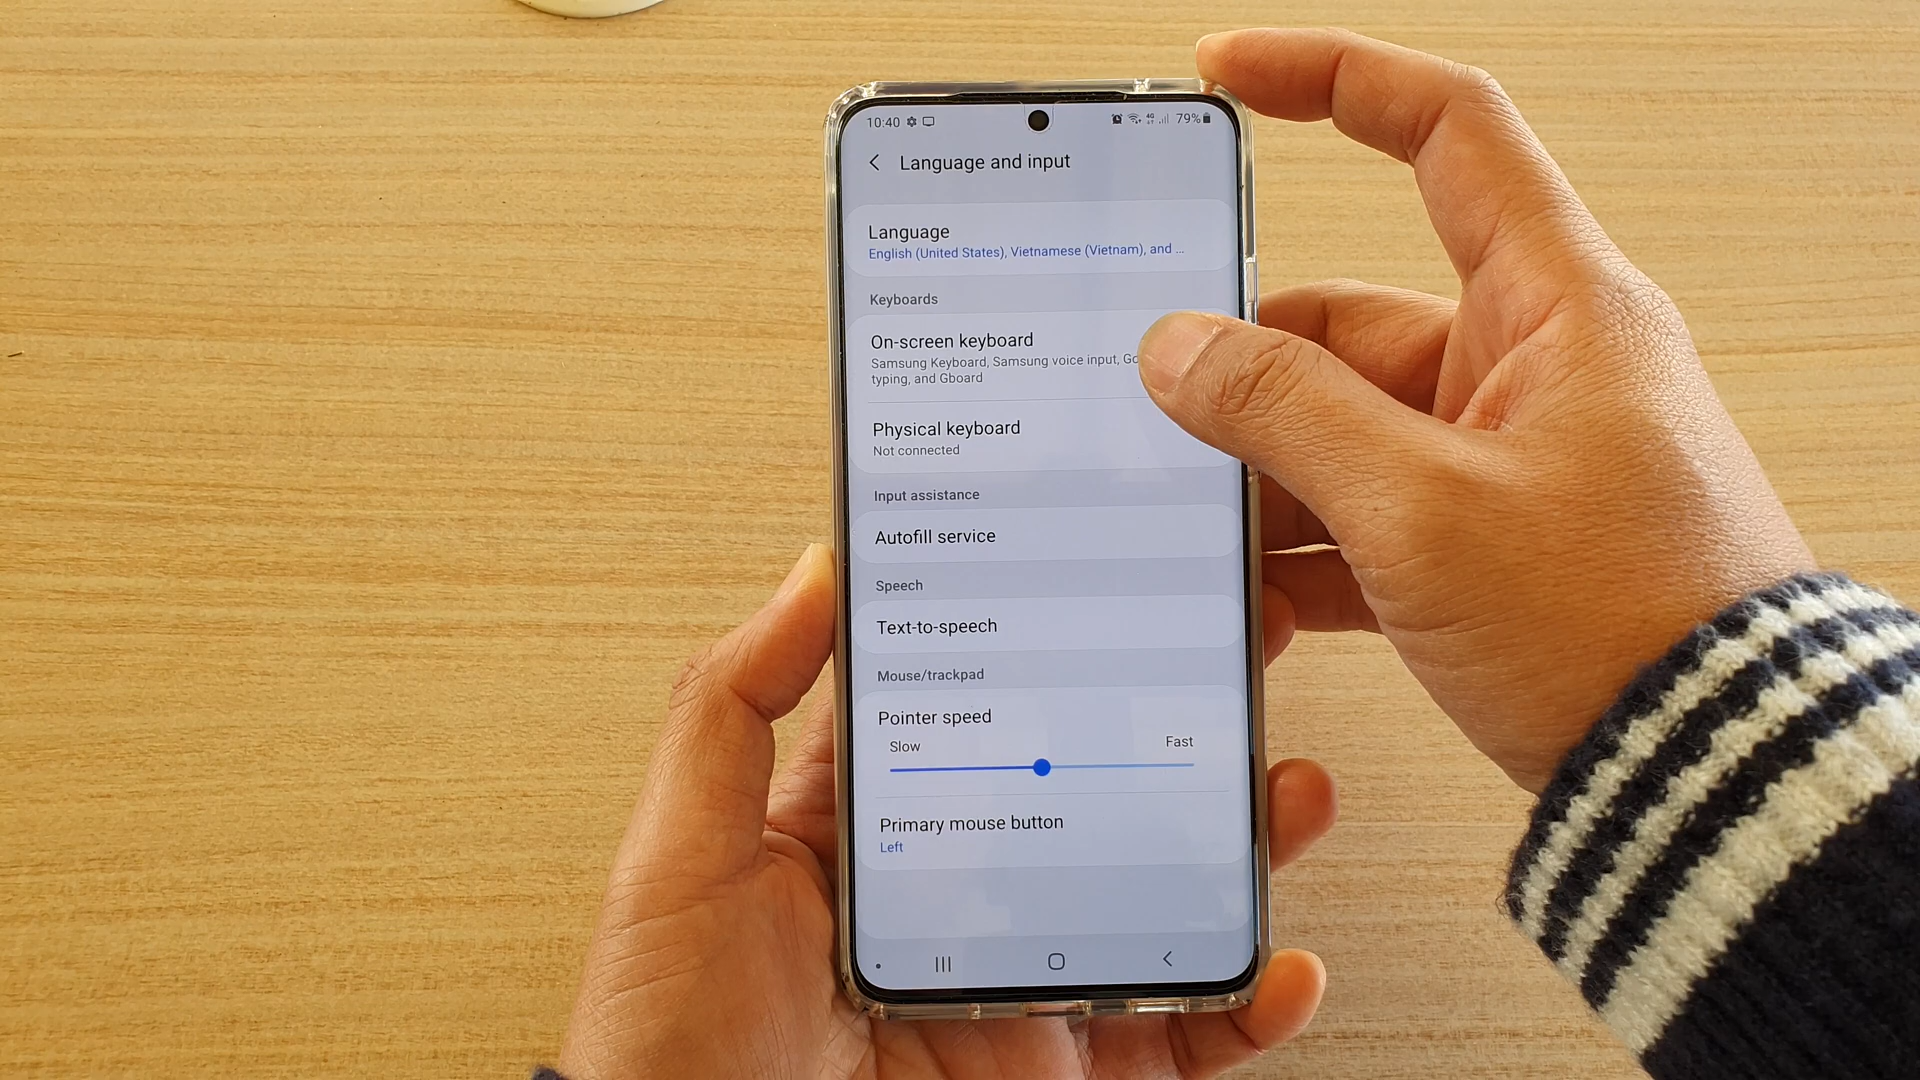 10:40
4G 79%
Language and input
Language
English (United States), Vietnamese (Vietnam), and ...
Keyboards
On-screen keyboard
Samsung Keyboard, Samsung voice input,
typing, and Gboard
Physical keyboard
Not connected
Input assistance
Autofill service
Speech
Text-to-speech
Mouse/trackpad
Pointer speed
Slow Fast
Primary mouse button
Left